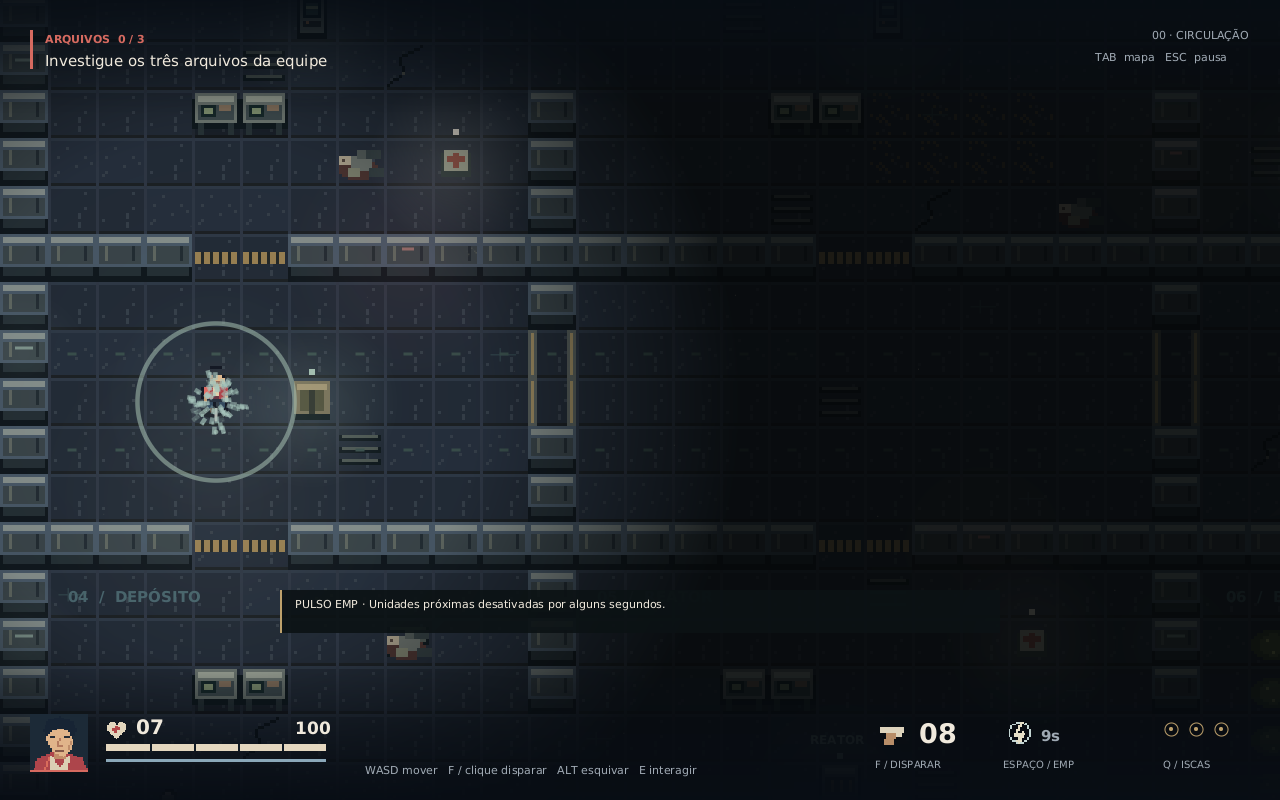 ARQUIVOS 0 / 3
Investigue os três arquivos da equipe
00 · CIRCULAÇÃO
TAB mapa ESC pausa
04 / DEPÓSITO
06 /
PULSO EMP · Unidades próximas desativadas por alguns segundos.
07
100
WASD mover F / clique disparar ALT esquivar E interagir
REATOR
08
F / DISPARAR
9s
ESPAÇO / EMP
Q / ISCAS